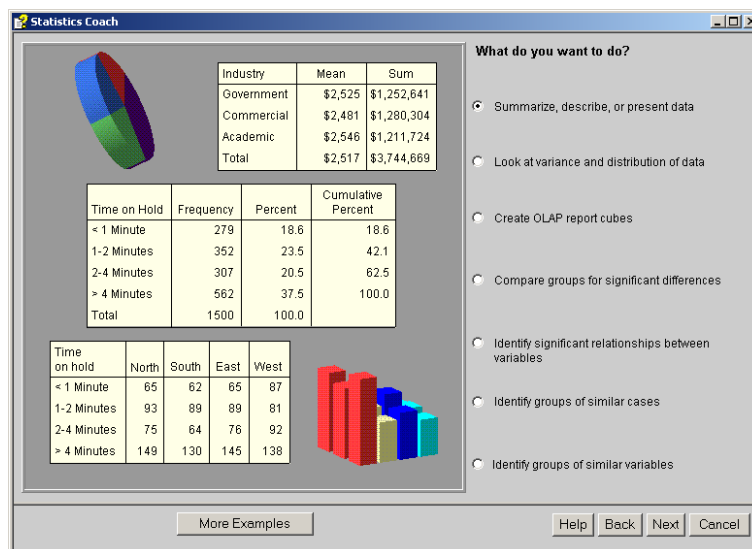 Statistics Coach
Industry Mean Sum
Government $2,525 $1,252,641
Commercial $2,481 $1,280,304
Academic $2,546 $1,211,724
Total $2,517 $3,744,669
Cumulative
Time on Hold Frequency Percent Percent
< 1 Minute 279 18.6 18.6
1-2 Minutes 352 23.5 42.1
2-4 Minutes 307 20.5 62.5
> 4 Minutes 562 37.5 100.0
Total 1500 100.0
Time
on hold North South East West
< 1 Minute 65 62 65 87
1-2 Minutes 93 89 89 81
2-4 Minutes 75 64 76 92
> 4 Minutes 149 130 145 138
What do you want to do?
Summarize, describe, or present data
Look at variance and distribution of data
Create OLAP report cubes
Compare groups for significant differences
Identify significant relationships between
variables
Identify groups of similar cases
Identify groups of similar variables
More Examples
Help Back Next Cancel